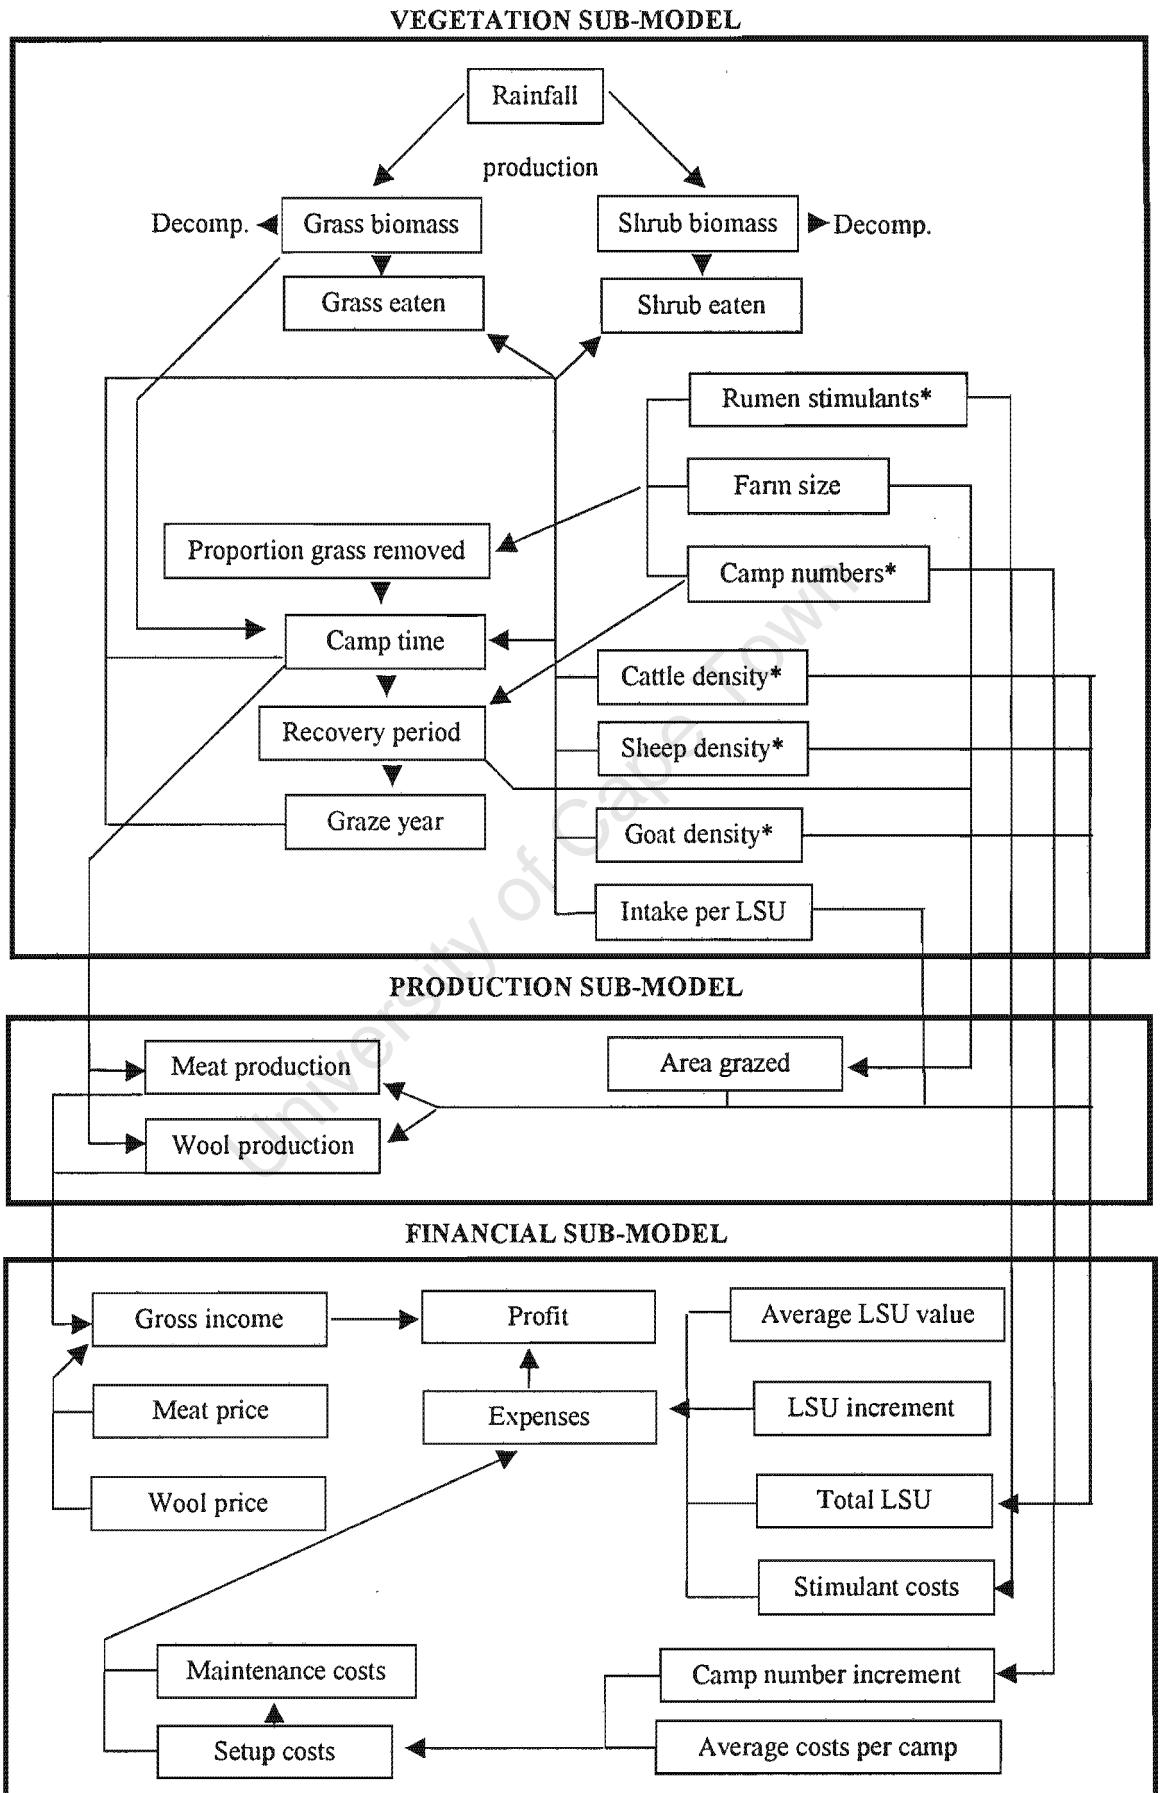 VEGETATION SUB-MODEL
Rainfall
production
Decomp.
Grass biomass
Shrub biomass
Decomp.
Grass eaten
Shrub eaten
Rumen stimulants*
Farm size
Proportion grass removed
Camp numbers*
Camp time
Cattle density*
Recovery period
Sheep density*
Graze year
Goat density*
Intake per LSU
University of Cape Town
PRODUCTION SUB-MODEL
Meat production
Area grazed
Wool production
FINANCIAL SUB-MODEL
Gross income
Profit
Average LSU value
Meat price
Expenses
LSU increment
Wool price
Total LSU
Stimulant costs
Maintenance costs
Camp number increment
Setup costs
Average costs per camp